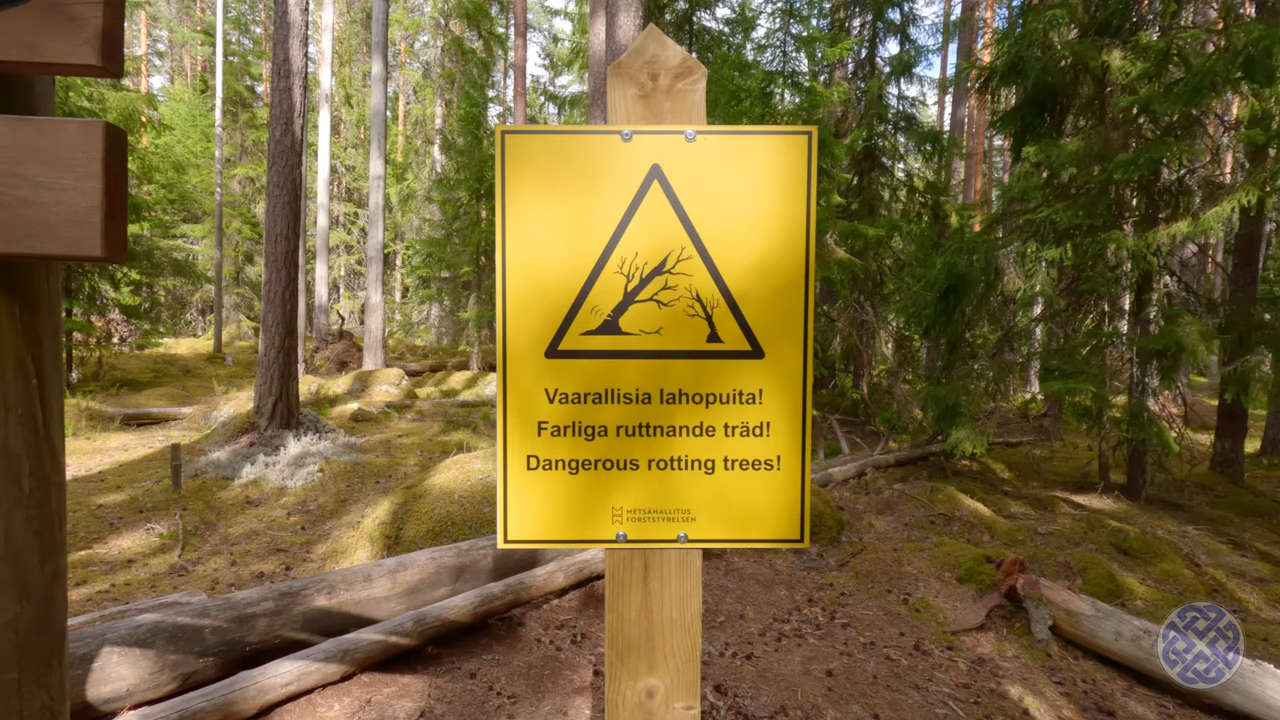 Vaarallisia lahopuita!
Farliga ruttnande träd!
Dangerous rotting trees!
METSÄHALLITUS
FORSTSTYRELSEN